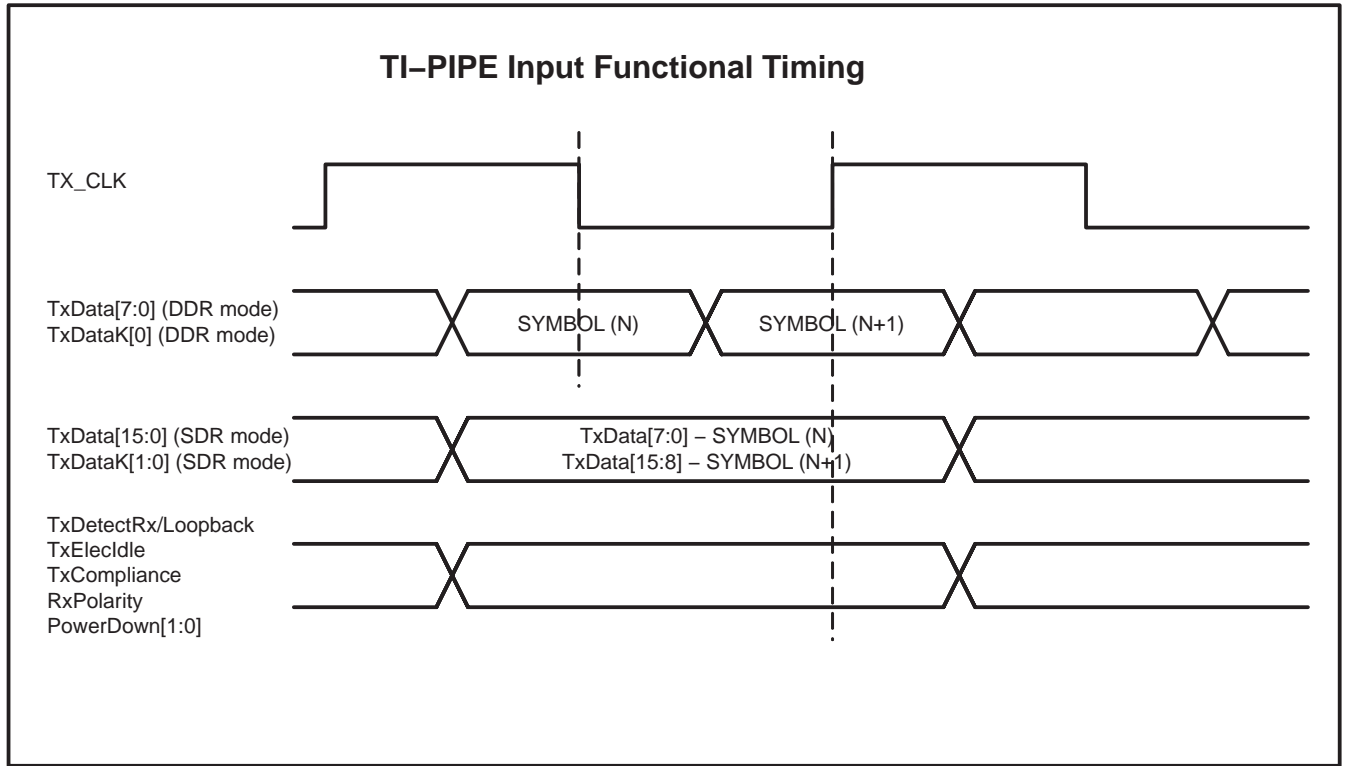 TI–PIPE Input Functional Timing
TX_CLK
TxData[7:0] (DDR mode)
TxDataK[0] (DDR mode)
SYMBOL (N)
SYMBOL (N+1)
TxData[15:0] (SDR mode)
TxDataK[1:0] (SDR mode)
TxData[7:0] – SYMBOL (N)
TxData[15:8] – SYMBOL (N+1)
TxDetectRx/Loopback
TxElecIdle
TxCompliance
RxPolarity
PowerDown[1:0]